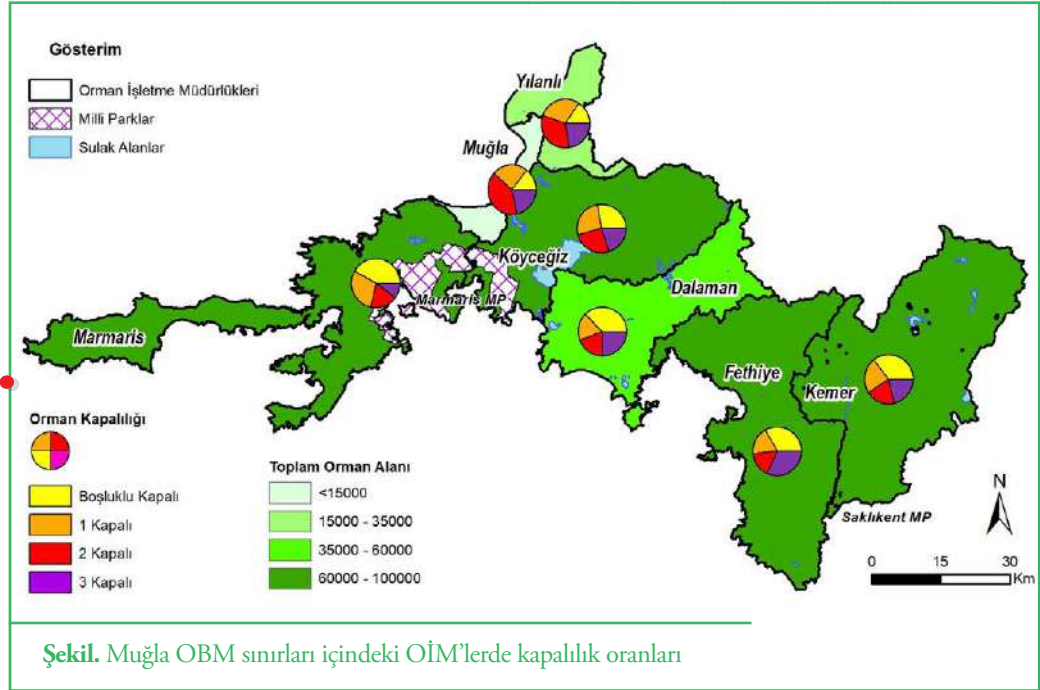 Gösterim
Orman İşletme Müdürlükleri
Milli Parklar
Sulak Alanlar
Yılanlı
Muğla
Köyceğiz
Marmaris MP
Dalaman
Marmaris
Fethiye
Kemer
Saklıkent MP
Orman Kapalılığı
Boşluklu Kapalı
1 Kapalı
2 Kapalı
3 Kapalı
Toplam Orman Alanı
<15000
15000 - 35000
35000 - 60000
60000 - 100000
N
0 15 30
Km
Şekil. Muğla OBM sınırları içindeki OİM'lerde kapalılık oranları